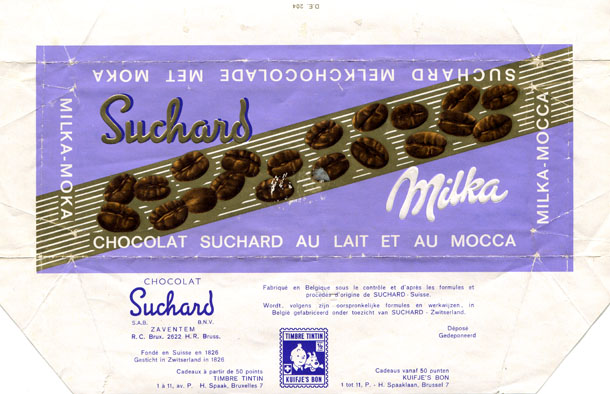 D.E. 204
SUCHARD MELKCHOCOLADE MET MOKA
MILKA-MOKA
Suchard
Milka
MILKA-MOCCA
CHOCOLAT SUCHARD AU LAIT ET AU MOCCA
CHOCOLAT
Suchard
S.A.B. B.N.V.
ZAVENTEM
R.C. Brux. 2622 H.R. Bruss.
Fondé en Suisse en 1826
Gesticht in Zwitserland in 1826
Cadeaux à partir de 50 points
TIMBRE TINTIN
1 à 11, av. P. H. Spaak, Bruxelles 7
Fabriqué en Belgique sous le contrôle et d'après les formules et
procédés d'origine de SUCHARD - Suisse.
Wordt, volgens zijn oorspronkelijke formules en werkwijzen, in
België gefabriceerd onder toezicht van SUCHARD - Zwitserland.
TIMBRE TINTIN
KUIFJE'S BON
Déposé
Gedeponeerd
Cadeaux vanaf 50 punten
KUIFJE'S BON
1 tot 11, P. - H. Spaaklaan, Brussel 7